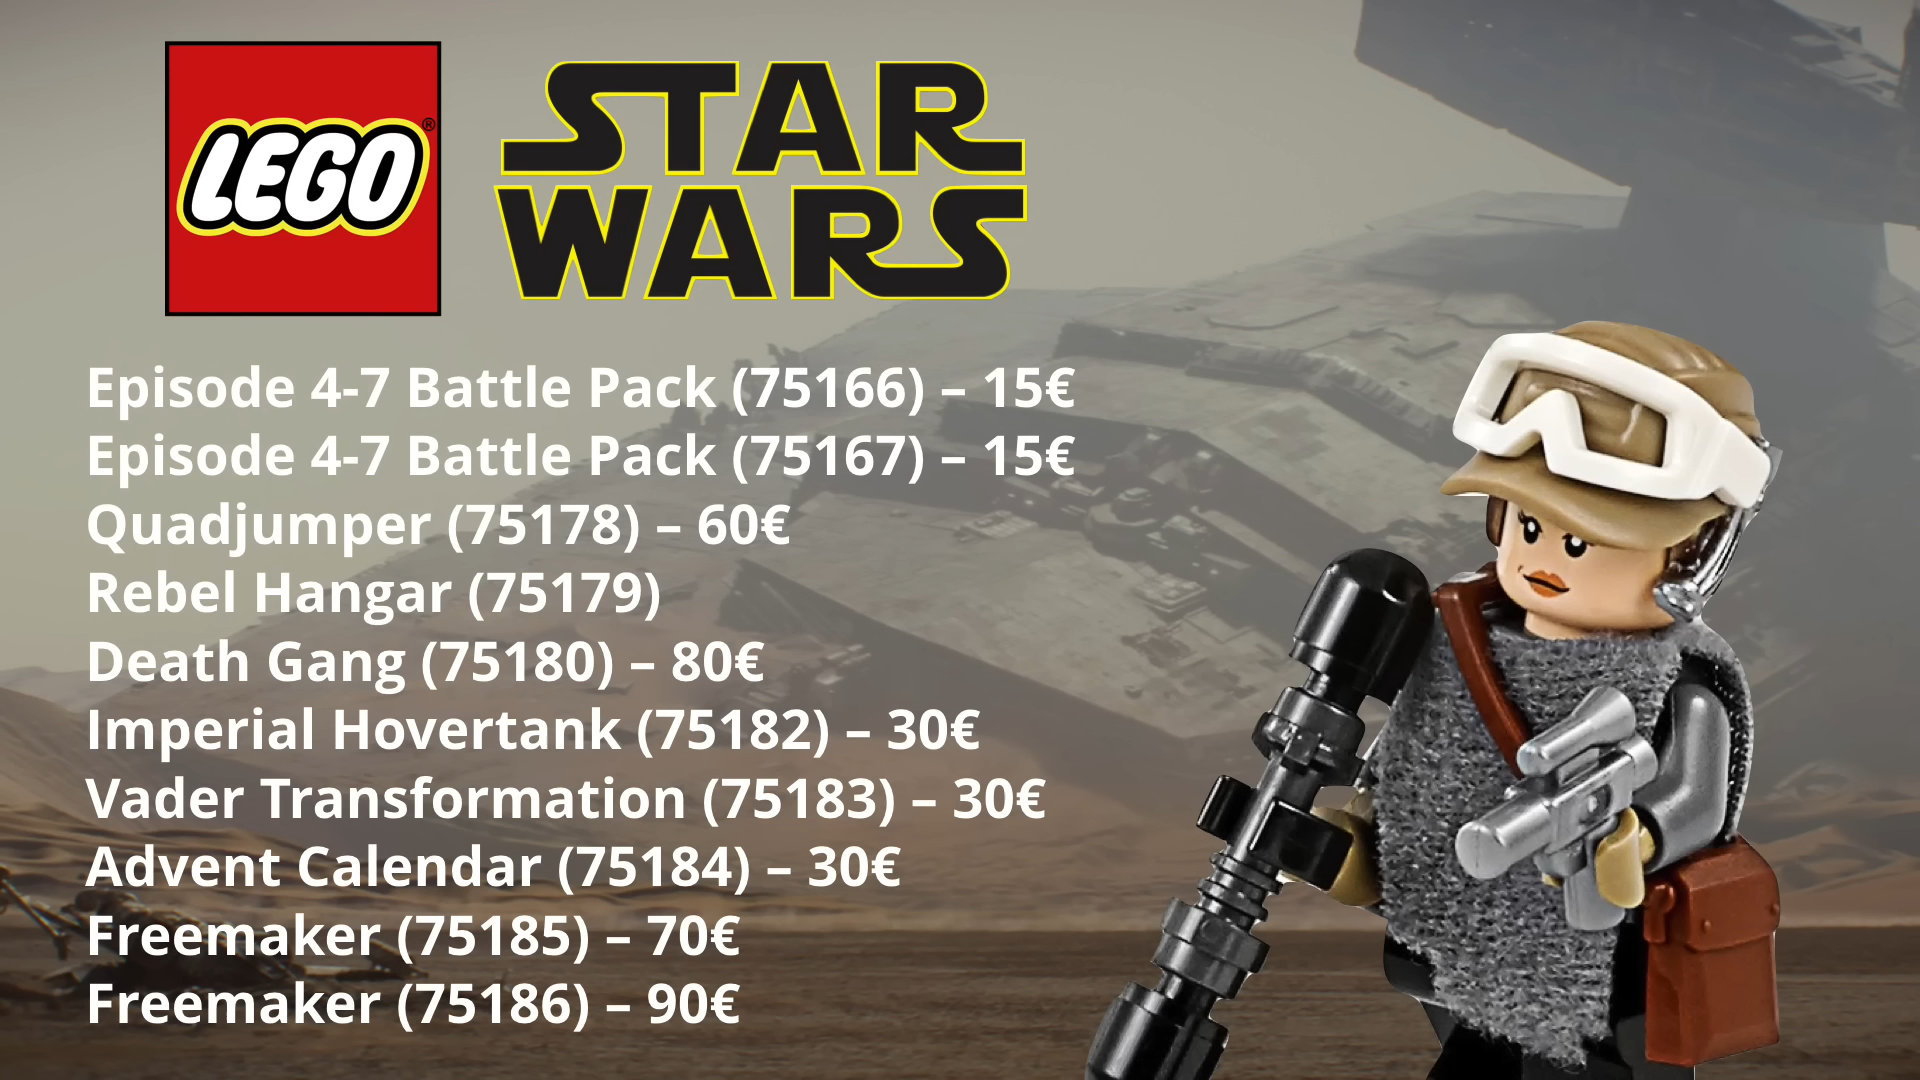 LEGO®
STAR
WARS
Episode 4-7 Battle Pack (75166) – 15€
Episode 4-7 Battle Pack (75167) – 15€
Quadjumper (75178) – 60€
Rebel Hangar (75179)
Death Gang (75180) – 80€
Imperial Hovertank (75182) – 30€
Vader Transformation (75183) – 30€
Advent Calendar (75184) – 30€
Freemaker (75185) – 70€
Freemaker (75186) – 90€